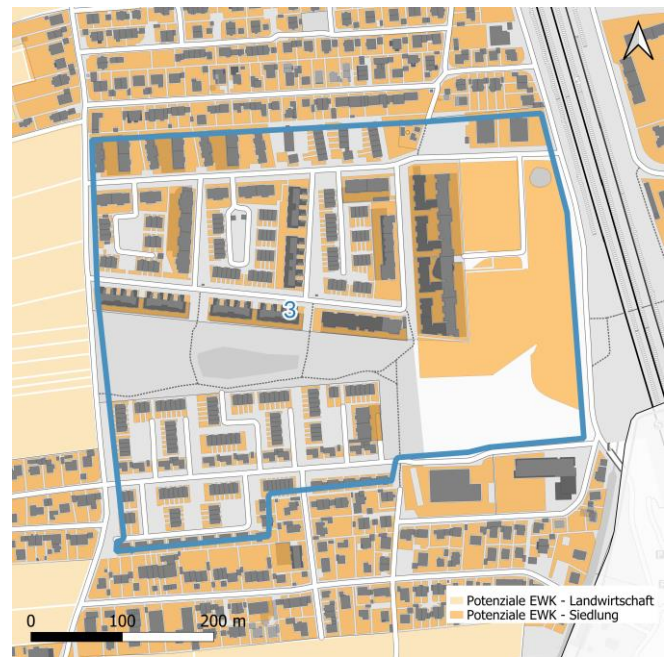 3
Potenziale EWK - Landwirtschaft
Potenziale EWK - Siedlung
0 100 200 m